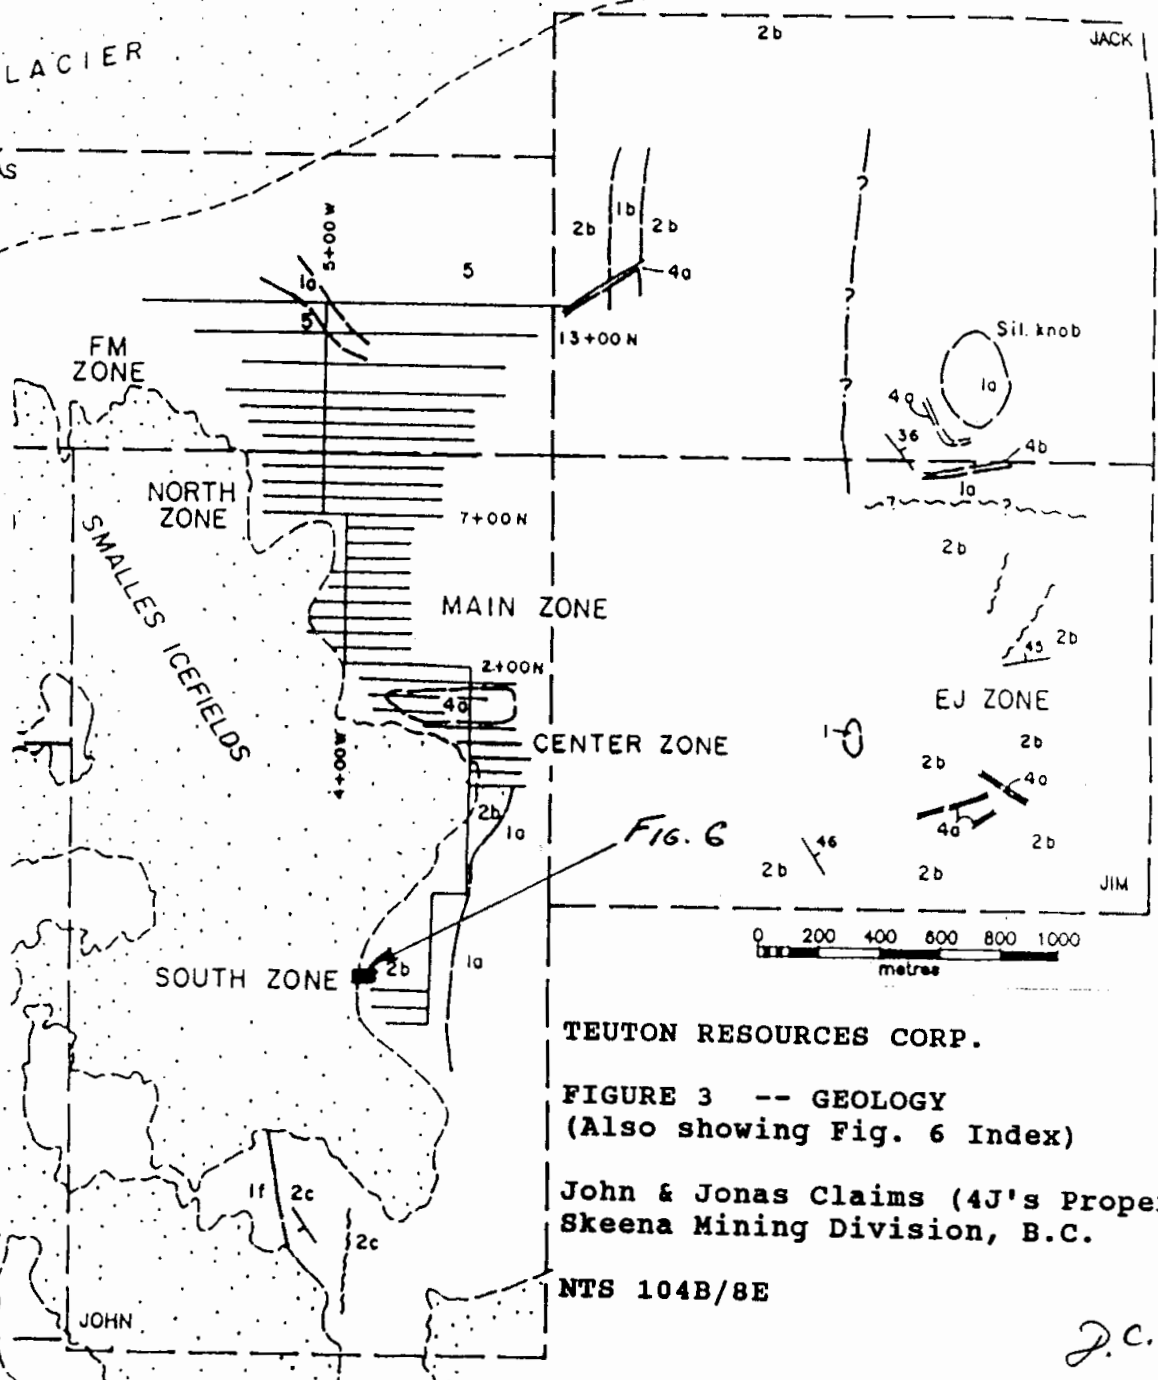 LACIER
2b
JACK
AS
5+00W
1a
5
5
2b
1b
2b
4a
13+00N
FM
ZONE
Sil. knob
1a
4a
36
4b
1a
NORTH
ZONE
7+00N
?
?
?
?
?
SMALLES ICEFIELDS
2b
MAIN ZONE
2b
45
2+00N
4a
EJ ZONE
4+00W
CENTER ZONE
1
2b
2b
4a
4a
2b
1a
FIG. 6
46
2b
2b
2b
JIM
0 200 400 600 800 1000
metres
SOUTH ZONE
2b
1a
TEUTON RESOURCES CORP.
FIGURE 3 -- GEOLOGY
(Also showing Fig. 6 Index)
John & Jonas Claims (4J's Prope
Skeena Mining Division, B.C.
NTS 104B/8E
1f
2c
2c
JOHN
D.C.